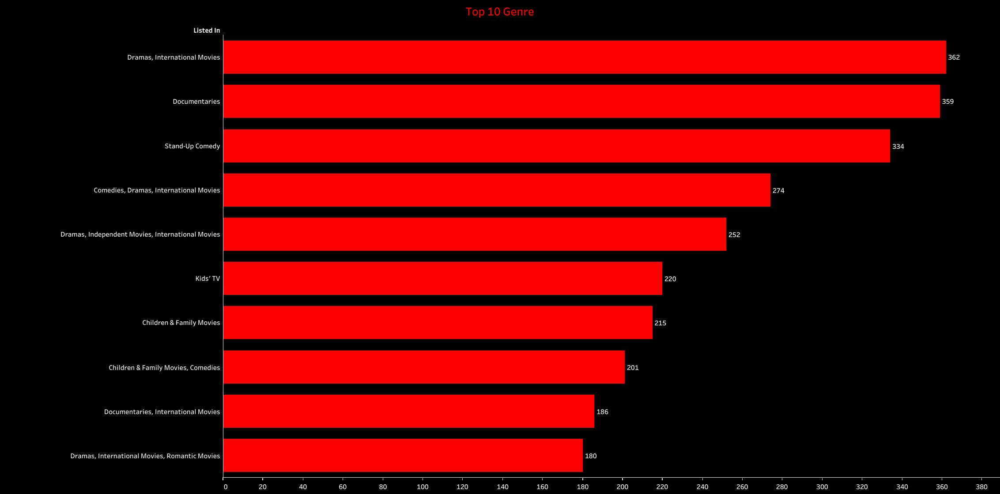 Top 10 Genre
Listed In
Dramas, International Movies 362
Documentaries 359
Stand-Up Comedy 334
Comedies, Dramas, International Movies 274
Dramas, Independent Movies, International Movies 252
Kids’ TV 220
Children & Family Movies 215
Children & Family Movies, Comedies 201
Documentaries, International Movies 186
Dramas, International Movies, Romantic Movies 180
0 20 40 60 80 100 120 140 160 180 200 220 240 260 280 300 320 340 360 380